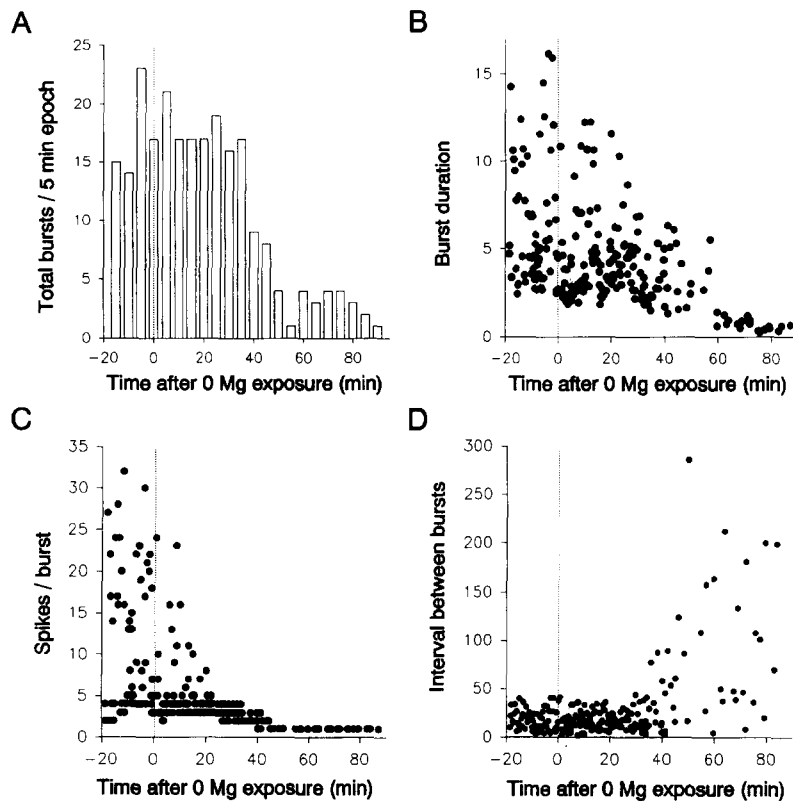 A
Total bursts / 5 min epoch
25
20
15
10
5
0
-20 0 20 40 60 80
Time after 0 Mg exposure (min)
B
Burst duration
15
10
5
0
-20 0 20 40 60 80
Time after 0 Mg exposure (min)
C
Spikes / burst
35
30
25
20
15
10
5
0
-20 0 20 40 60 80
Time after 0 Mg exposure (min)
D
Interval between bursts
300
250
200
150
100
50
0
-20 0 20 40 60 80
Time after 0 Mg exposure (min)